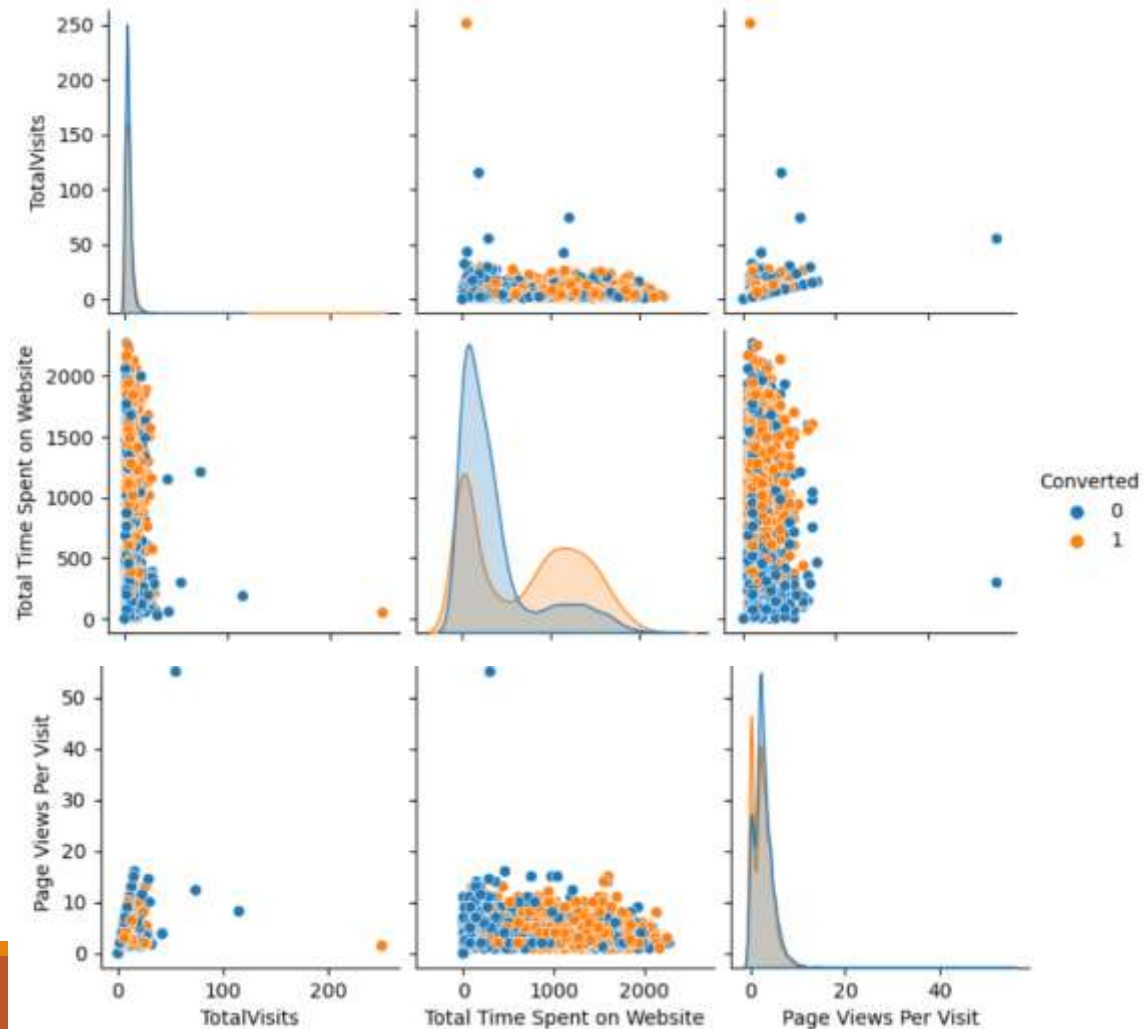 250
200
150
100
50
0
TotalVisits
2000
1500
1000
500
0
Total Time Spent on Website
Converted
0
1
50
40
30
20
10
0
Page Views Per Visit
0 100 200
0 1000 2000
0 20 40
TotalVisits
Total Time Spent on Website
Page Views Per Visit